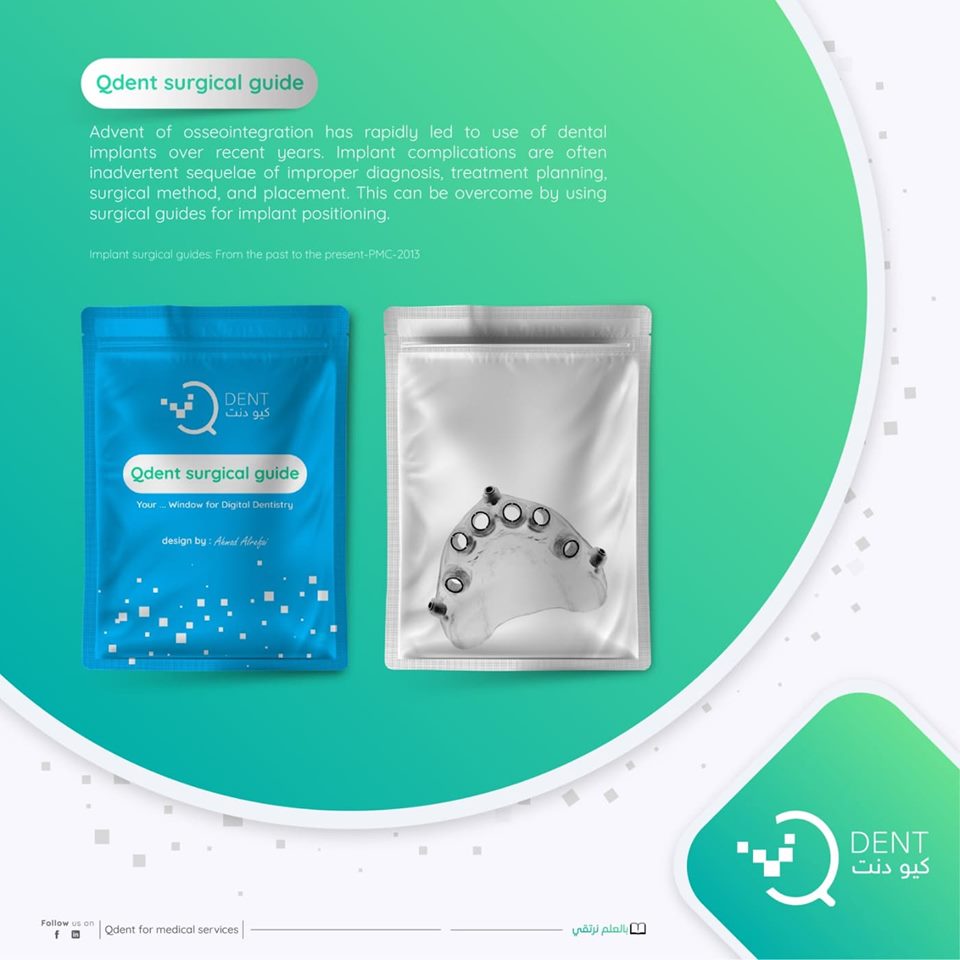 Qdent surgical guide
Advent of osseointegration has rapidly led to use of dental
implants over recent years. Implant complications are often
inadvertent sequelae of improper diagnosis, treatment planning,
surgical method, and placement. This can be overcome by using
surgical guides for implant positioning.
Implant surgical guides: From the past to the present-PMC-2013
DENT
كيو دنت
Qdent surgical guide
Your ... Window for Digital Dentistry
design by : Ahmad Alrefai
DENT
كيو دنت
Follow us on
Qdent for medical services
بالعلم نرتقي